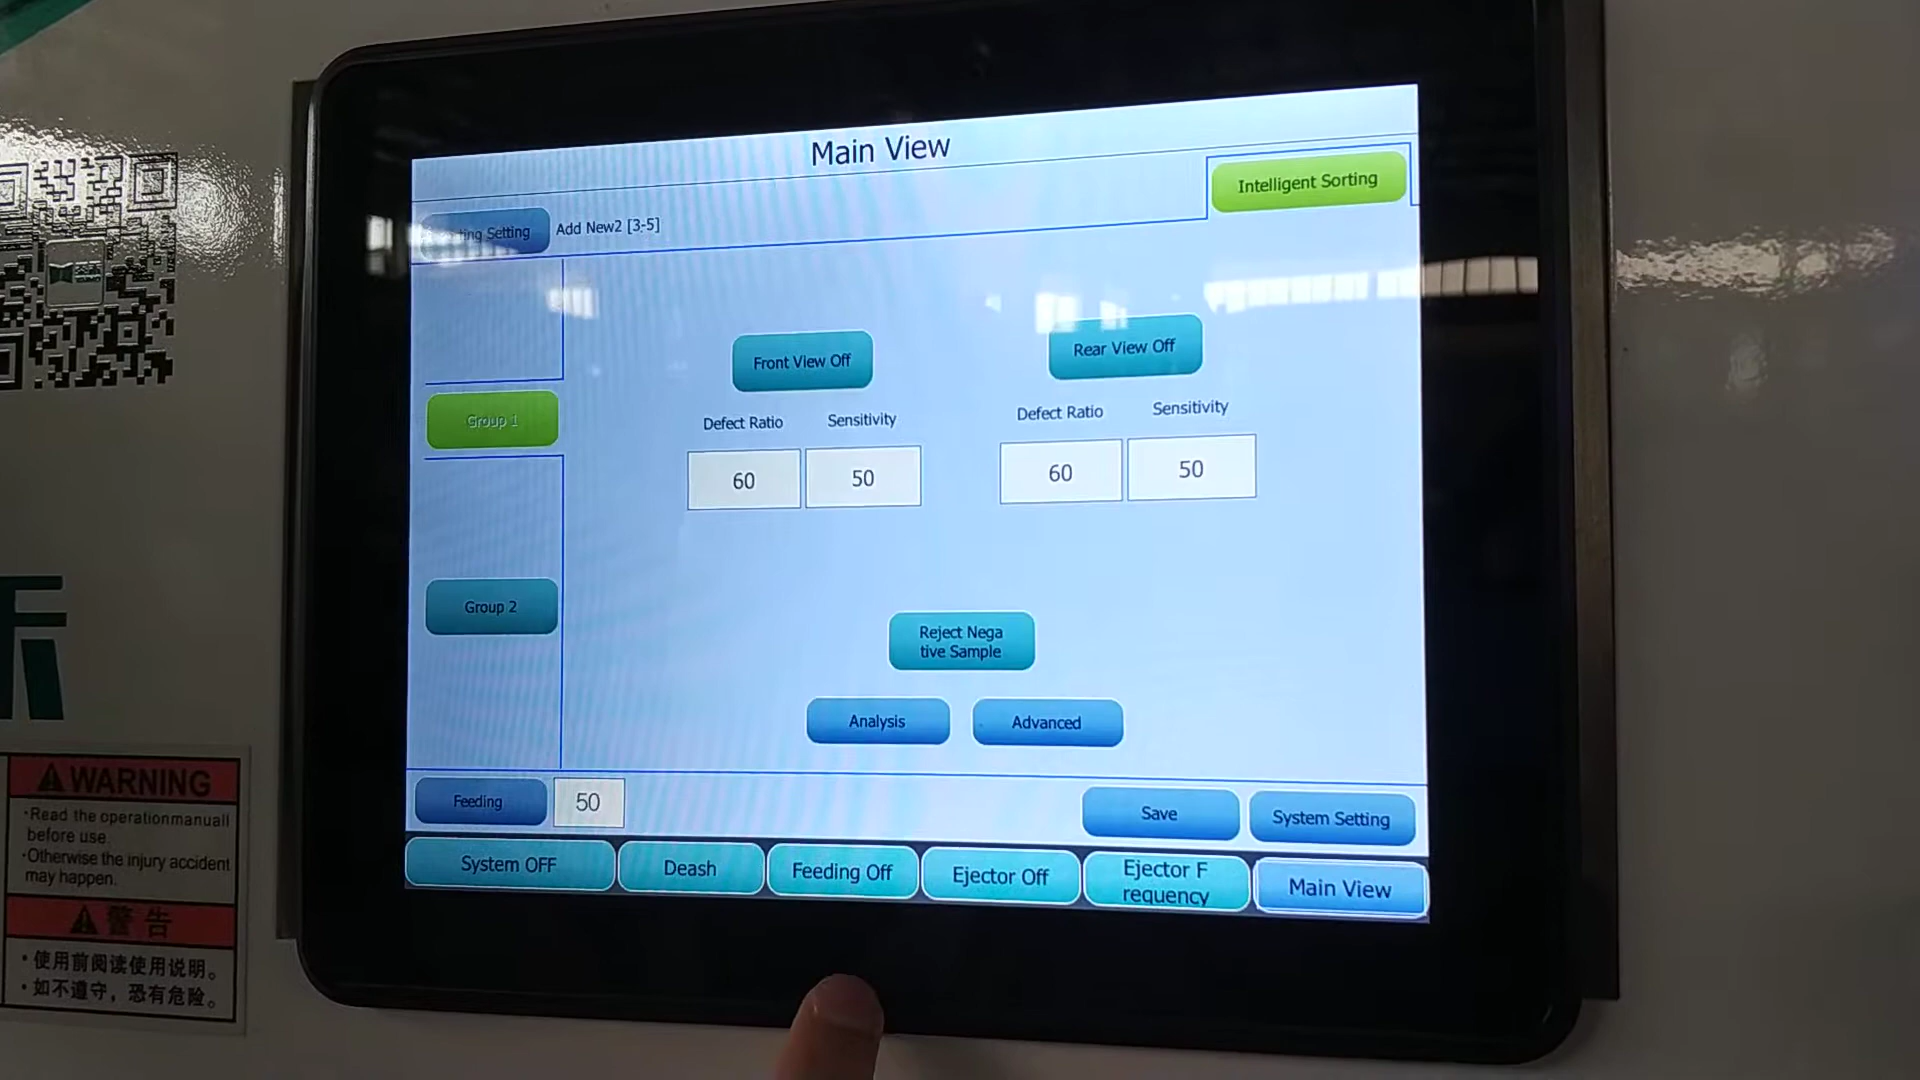 Main View
Intelligent Sorting
ting Setting
Add New2 [3-5]
Front View Off
Rear View Off
Defect Ratio
Sensitivity
Defect Ratio
Sensitivity
Group 1
60
50
60
50
Group 2
Reject Nega
tive Sample
Analysis
Advanced
Feeding
50
Save
System Setting
System OFF
Deash
Feeding Off
Ejector Off
Ejector F
requency
Main View
WARNING
·Read the operationmanuall
before use.
·Otherwise the injury accident
may happen.
警告
·使用前阅读使用说明。
·如不遵守，恐有危险。